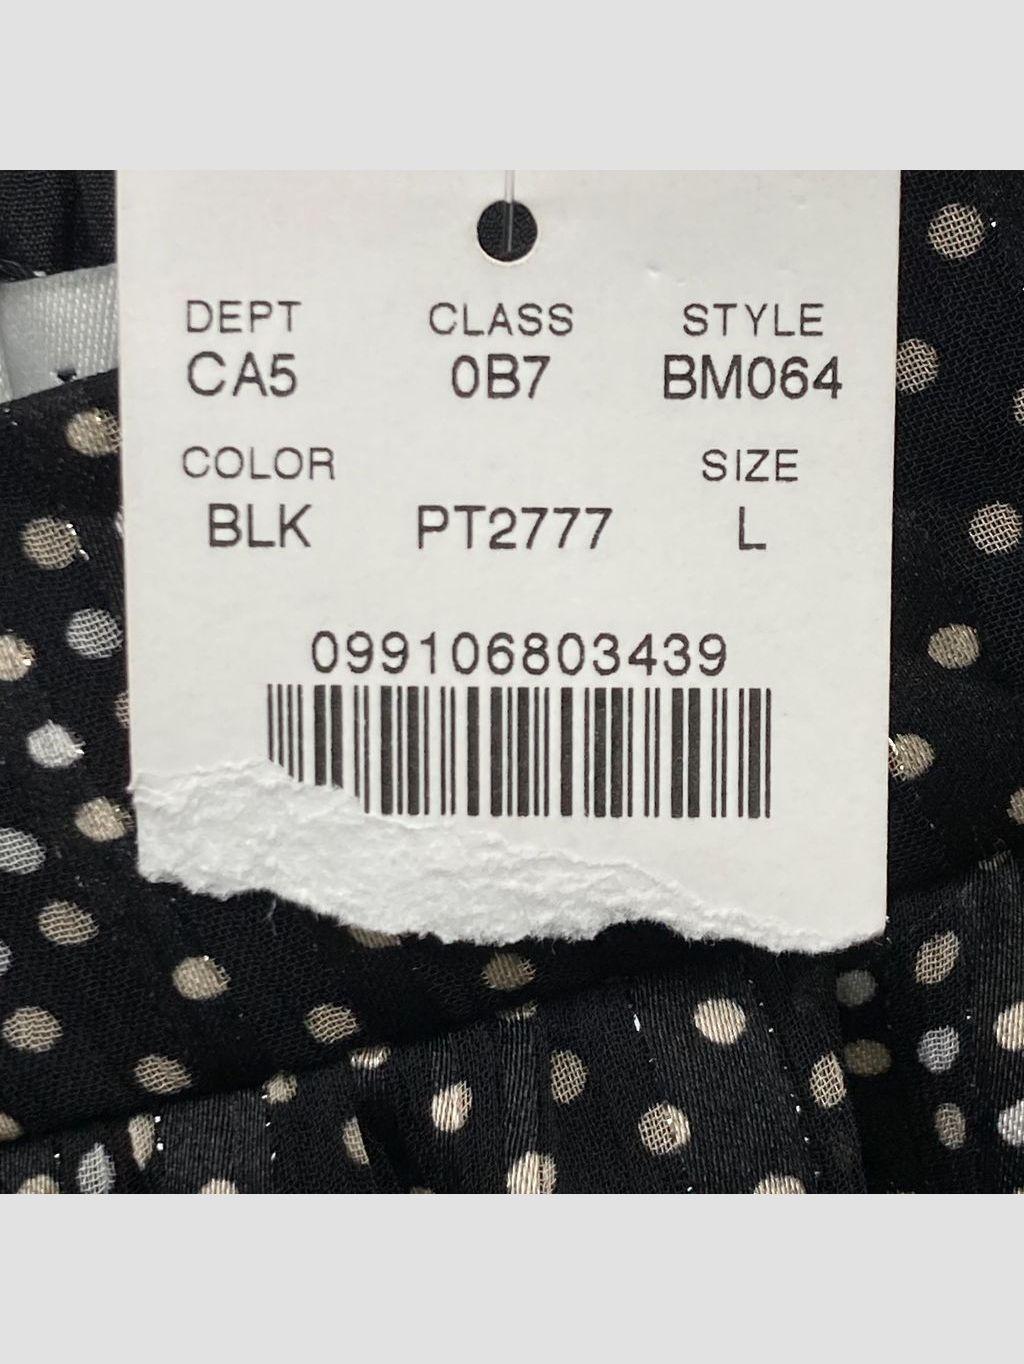 DEPT CLASS STYLE
CA5 0B7 BM064
COLOR SIZE
BLK PT2777 L
099106803439